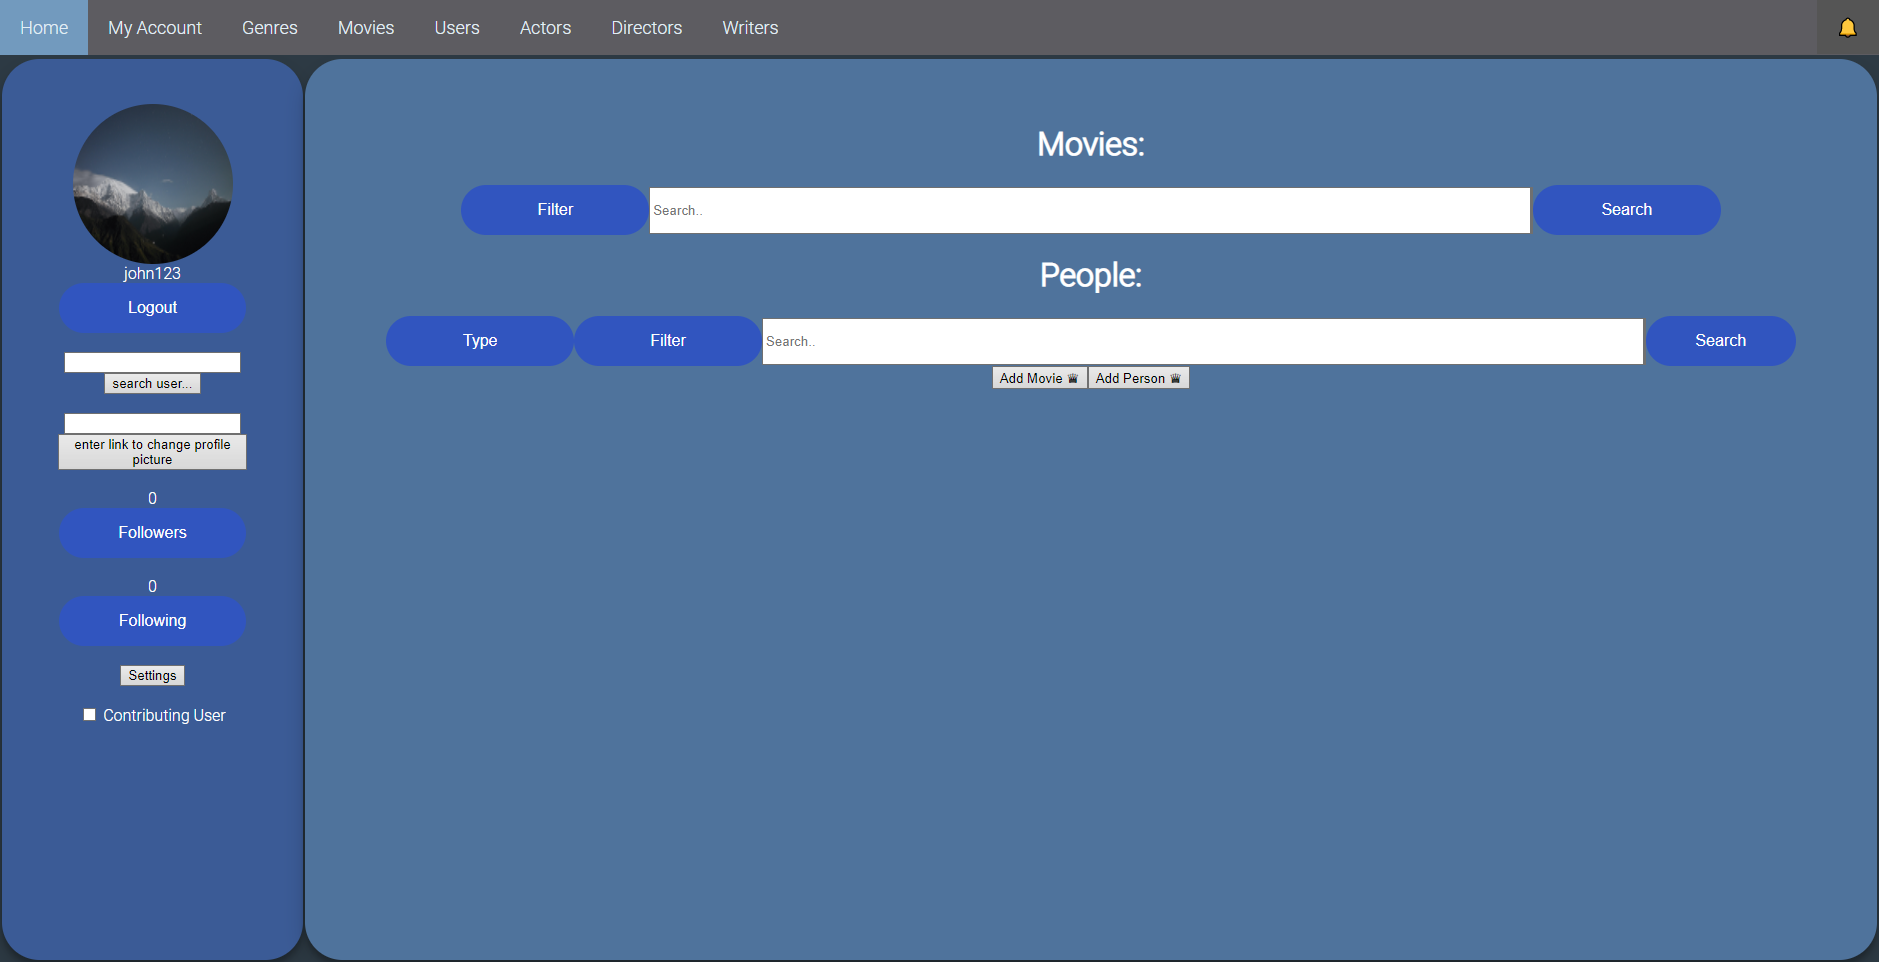 Home My Account Genres Movies Users Actors Directors Writers
john123
Logout
search user...
enter link to change profile
picture
0
Followers
0
Following
Settings
Contributing User
Movies:
Filter Search.. Search
People:
Type Filter Search.. Search
Add Movie ♛ Add Person ♛